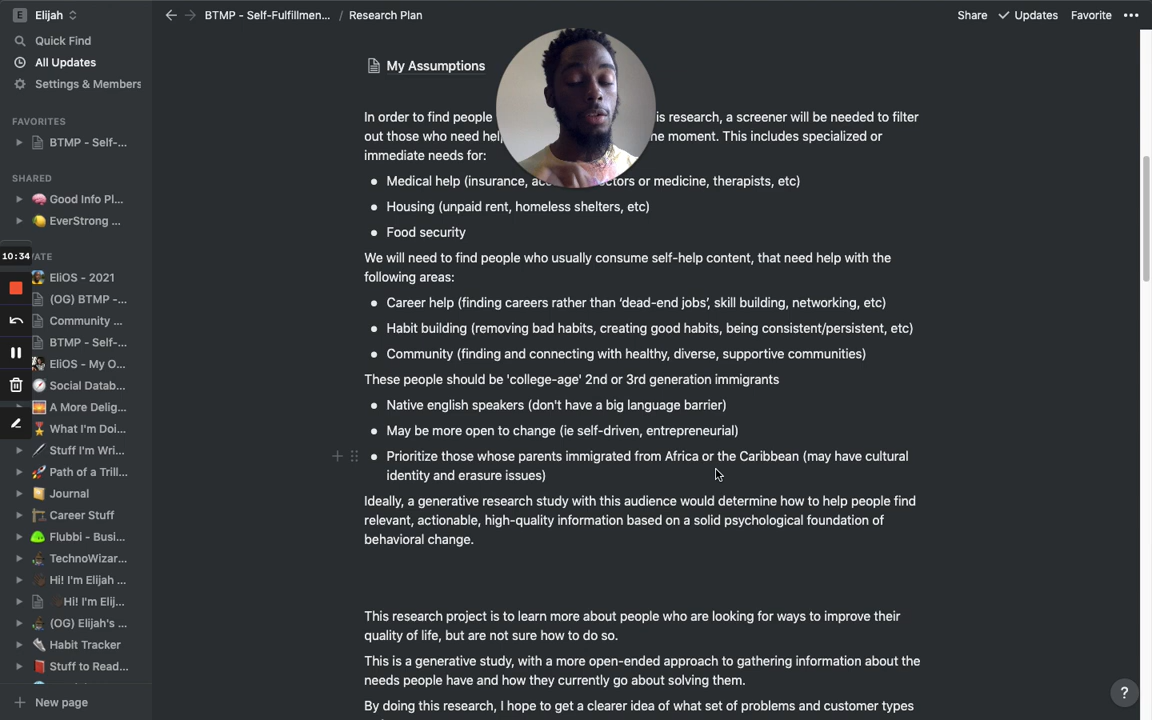 E Elijah
Quick Find
All Updates
Settings & Members
FAVORITES
BTMP - Self-...
SHARED
Good Info Pl...
EverStrong ...
10:34 ATE
EliOS - 2021
(OG) BTMP -...
Community ...
BTMP - Self-...
EliOS - My O...
Social Datab...
A More Delig...
What I'm Doi...
Stuff I'm Wri...
Path of a Trill...
Journal
Career Stuff
Flubbi - Busi...
TechnoWizar...
Hi! I'm Elijah ...
Hi! I'm Elij...
(OG) Elijah's ...
Habit Tracker
Stuff to Read...
New page
BTMP - Self-Fulfillmen... / Research Plan
Share Updates Favorite
My Assumptions
In order to find people is research, a screener will be needed to filter
out those who need hel ne moment. This includes specialized or
immediate needs for:
Medical help (insurance, ac ctors or medicine, therapists, etc)
Housing (unpaid rent, homeless shelters, etc)
Food security
We will need to find people who usually consume self-help content, that need help with the
following areas:
Career help (finding careers rather than ‘dead-end jobs’, skill building, networking, etc)
Habit building (removing bad habits, creating good habits, being consistent/persistent, etc)
Community (finding and connecting with healthy, diverse, supportive communities)
These people should be 'college-age' 2nd or 3rd generation immigrants
Native english speakers (don't have a big language barrier)
May be more open to change (ie self-driven, entrepreneurial)
Prioritize those whose parents immigrated from Africa or the Caribbean (may have cultural
identity and erasure issues)
Ideally, a generative research study with this audience would determine how to help people find
relevant, actionable, high-quality information based on a solid psychological foundation of
behavioral change.
This research project is to learn more about people who are looking for ways to improve their
quality of life, but are not sure how to do so.
This is a generative study, with a more open-ended approach to gathering information about the
needs people have and how they currently go about solving them.
By doing this research, I hope to get a clearer idea of what set of problems and customer types
?